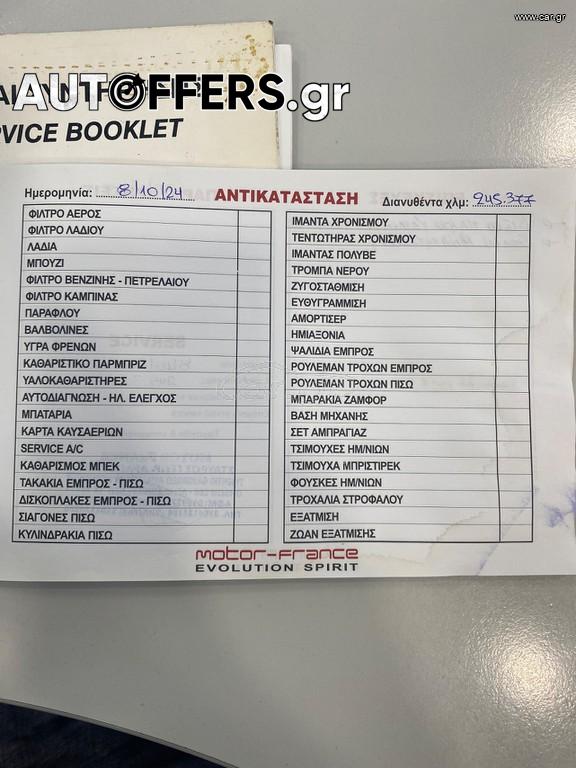 www.car.gr
AUTOFFERS.gr
SERVICE BOOKLET
Ημερομηνία: 8/10/24
ΑΝΤΙΚΑΤΑΣΤΑΣΗ
Διανυθέντα χλμ: 245.377
ΦΙΛΤΡΟ ΑΕΡΟΣ
ΦΙΛΤΡΟ ΛΑΔΙΟΥ
ΛΑΔΙΑ
ΜΠΟΥΖΙ
ΦΙΛΤΡΟ ΒΕΝΖΙΝΗΣ - ΠΕΤΡΕΛΑΙΟΥ
ΦΙΛΤΡΟ ΚΑΜΠΙΝΑΣ
ΠΑΡΑΦΛΟΥ
ΒΑΛΒΟΛΙΝΕΣ
ΥΓΡΑ ΦΡΕΝΩΝ
ΚΑΘΑΡΙΣΤΙΚΟ ΠΑΡΜΠΡΙΖ
ΥΑΛΟΚΑΘΑΡΙΣΤΗΡΕΣ
ΑΥΤΟΔΙΑΓΝΩΣΗ - ΗΛ. ΕΛΕΓΧΟΣ
ΜΠΑΤΑΡΙΑ
ΚΑΡΤΑ ΚΑΥΣΑΕΡΙΩΝ
SERVICE A/C
ΚΑΘΑΡΙΣΜΟΣ ΜΠΕΚ
ΤΑΚΑΚΙΑ ΕΜΠΡΟΣ - ΠΙΣΩ
ΔΙΣΚΟΠΛΑΚΕΣ ΕΜΠΡΟΣ - ΠΙΣΩ
ΣΙΑΓΟΝΕΣ ΠΙΣΩ
ΚΥΛΙΝΔΡΑΚΙΑ ΠΙΣΩ
ΙΜΑΝΤΑ ΧΡΟΝΙΣΜΟΥ
ΤΕΝΤΩΤΗΡΑΣ ΧΡΟΝΙΣΜΟΥ
ΙΜΑΝΤΑΣ ΠΟΛΥΒΕ
ΤΡΟΜΠΑ ΝΕΡΟΥ
ΖΥΓΟΣΤΑΘΜΙΣΗ
ΕΥΘΥΓΡΑΜΜΙΣΗ
ΑΜΟΡΤΙΣΕΡ
ΗΜΙΑΞΟΝΙΑ
ΨΑΛΙΔΙΑ ΕΜΠΡΟΣ
ΡΟΥΛΕΜΑΝ ΤΡΟΧΩΝ ΕΜΠΡΟΣ
ΡΟΥΛΕΜΑΝ ΤΡΟΧΩΝ ΠΙΣΩ
ΜΠΑΡΑΚΙΑ ΖΑΜΦΟΡ
ΒΑΣΗ ΜΗΧΑΝΗΣ
ΣΕΤ ΑΜΠΡΑΓΙΑΖ
ΤΣΙΜΟΥΧΕΣ ΗΜ/ΝΙΩΝ
ΤΣΙΜΟΥΧΑ ΜΠΡΙΣΤΙΡΕΚ
ΦΟΥΣΚΕΣ ΗΜ/ΝΙΩΝ
ΤΡΟΧΑΛΙΑ ΣΤΡΟΦΑΛΟΥ
ΕΞΑΤΜΙΣΗ
ΖΩΑΝ ΕΞΑΤΜΙΣΗΣ
motor-france
EVOLUTION SPIRIT